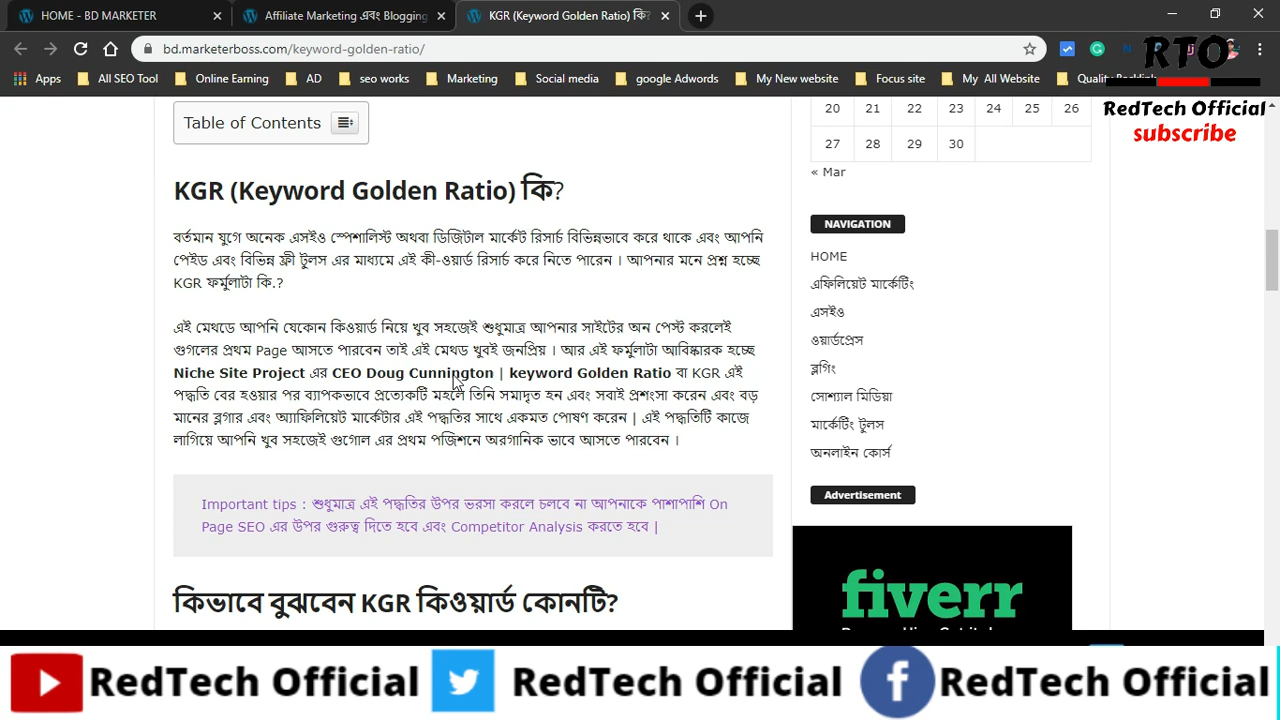 HOME - BD MARKETER
Affiliate Marketing এবং Blogging
KGR (Keyword Golden Ratio) কি?
bd.marketerboss.com/keyword-golden-ratio/
Apps
All SEO Tool
Online Earning
AD
seo works
Marketing
Social media
google Adwords
My New website
Focus site
My All Website
RTO
RedTech Official
subscribe
Table of Contents
KGR (Keyword Golden Ratio) কি?
বর্তমান যুগে অনেক এসইও স্পেশালিস্ট অথবা ডিজিটাল মার্কেট রিসার্চ বিভিন্নভাবে করে থাকে এবং আপনি
পেইড এবং বিভিন্ন ফ্রী টুলস এর মাধ্যমে এই কী-ওয়ার্ড রিসার্চ করে নিতে পারেন । আপনার মনে প্রশ্ন হচ্ছে
KGR ফর্মুলাটা কি.?
এই মেথডে আপনি যেকোন কিওয়ার্ড নিয়ে খুব সহজেই শুধুমাত্র আপনার সাইটের অন পেস্ট করলেই
গুগলের প্রথম Page আসতে পারবেন তাই এই মেথড খুবই জনপ্রিয় । আর এই ফর্মুলাটা আবিষ্কারক হচ্ছে
Niche Site Project এর CEO Doug Cunnington | keyword Golden Ratio বা KGR এই
পদ্ধতি বের হওয়ার পর ব্যাপকভাবে প্রত্যেকটি মহলে তিনি সমাদৃত হন এবং সবাই প্রশংসা করেন এবং বড়
মানের ব্লগার এবং অ্যাফিলিয়েট মার্কেটার এই পদ্ধতির সাথে একমত পোষণ করেন | এই পদ্ধতিটি কাজে
লাগিয়ে আপনি খুব সহজেই গুগোল এর প্রথম পজিশনে অরগানিক ভাবে আসতে পারবেন ।
Important tips : শুধুমাত্র এই পদ্ধতির উপর ভরসা করলে চলবে না আপনাকে পাশাপাশি On
Page SEO এর উপর গুরুত্ব দিতে হবে এবং Competitor Analysis করতে হবে |
কিভাবে বুঝবেন KGR কিওয়ার্ড কোনটি?
20 21 22 23 24 25 26
27 28 29 30
« Mar
NAVIGATION
HOME
এফিলিয়েট মার্কেটিং
এসইও
ওয়ার্ডপ্রেস
ব্লগিং
সোশ্যাল মিডিয়া
মার্কেটিং টুলস
অনলাইন কোর্স
Advertisement
fiverr
RedTech Official
RedTech Official
RedTech Official